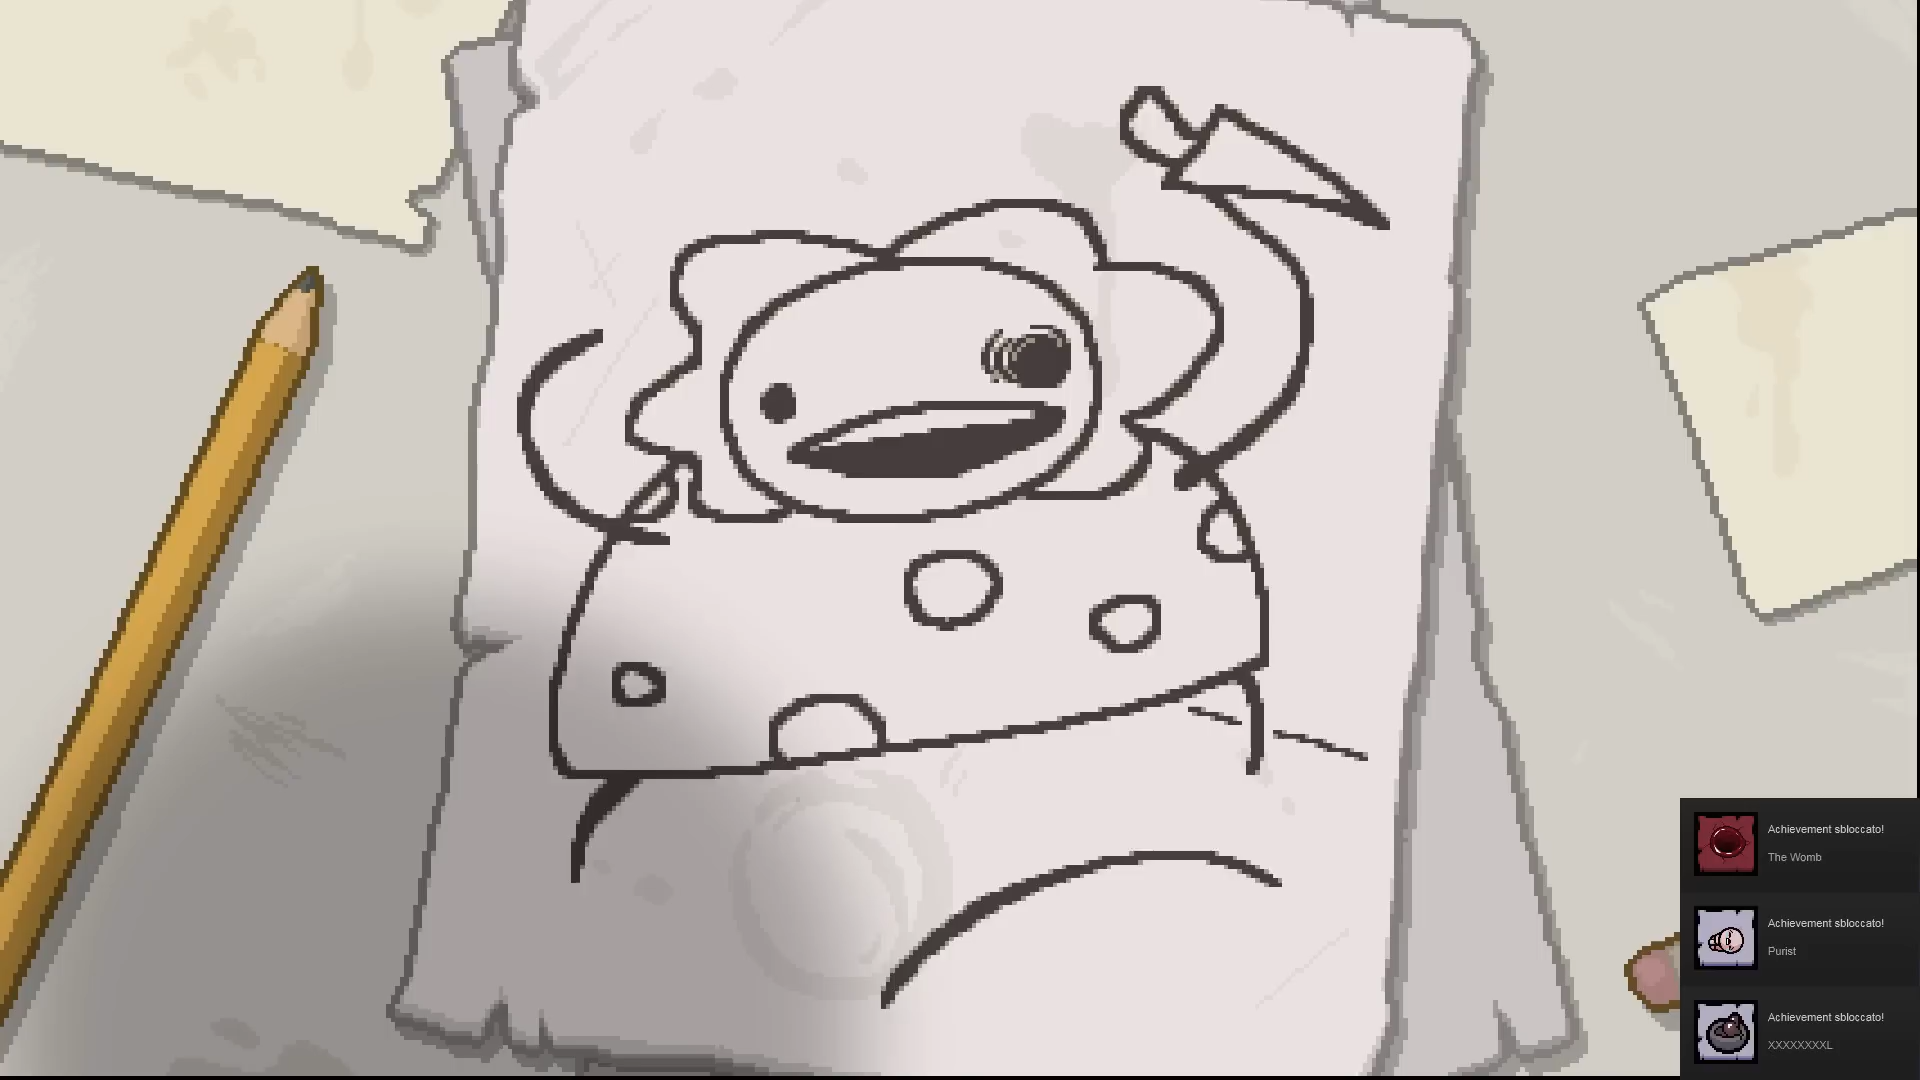 Achievement sbloccato!
The Womb
Achievement sbloccato!
Purist
Achievement sbloccato!
XXXXXXXXL